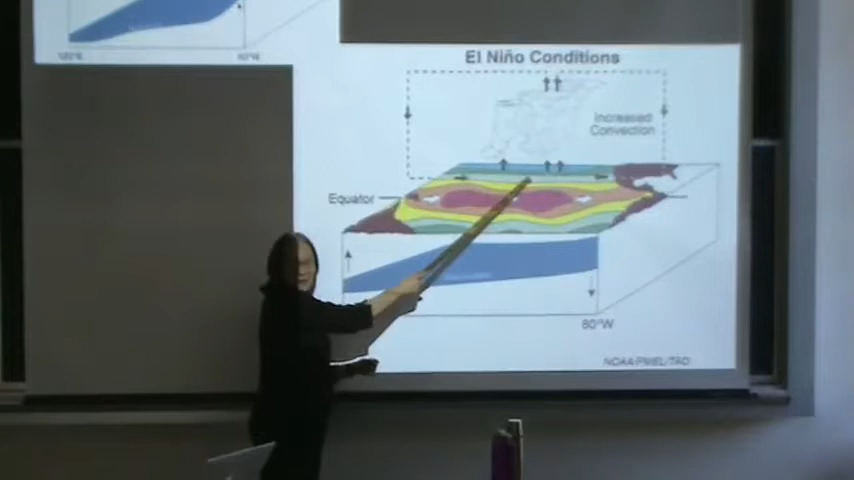 El Niño Conditions
Increased
Convection
Equator
80°W
NOAA/PMEL/TAO